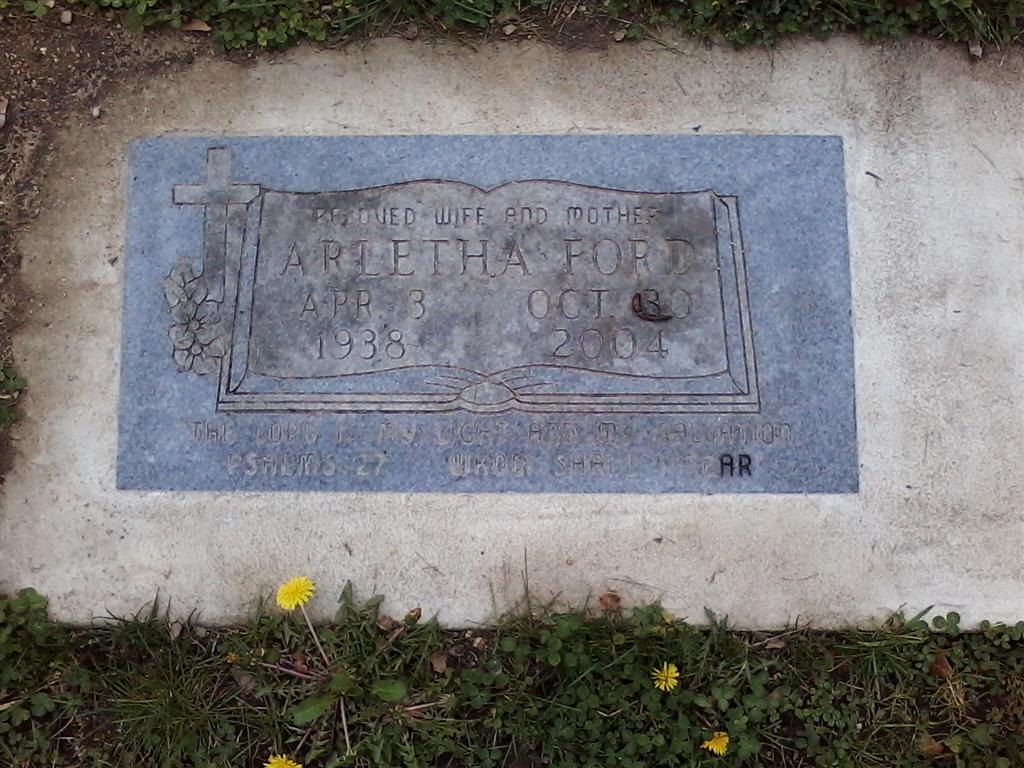 BELOVED WIFE AND MOTHER
ARLETHA FORD
APR. 3 OCT. 30
1938 2004
THE LORD IS MY LIGHT AND MY SALVATION
PSALMS 27 WHOM SHALL I FEAR